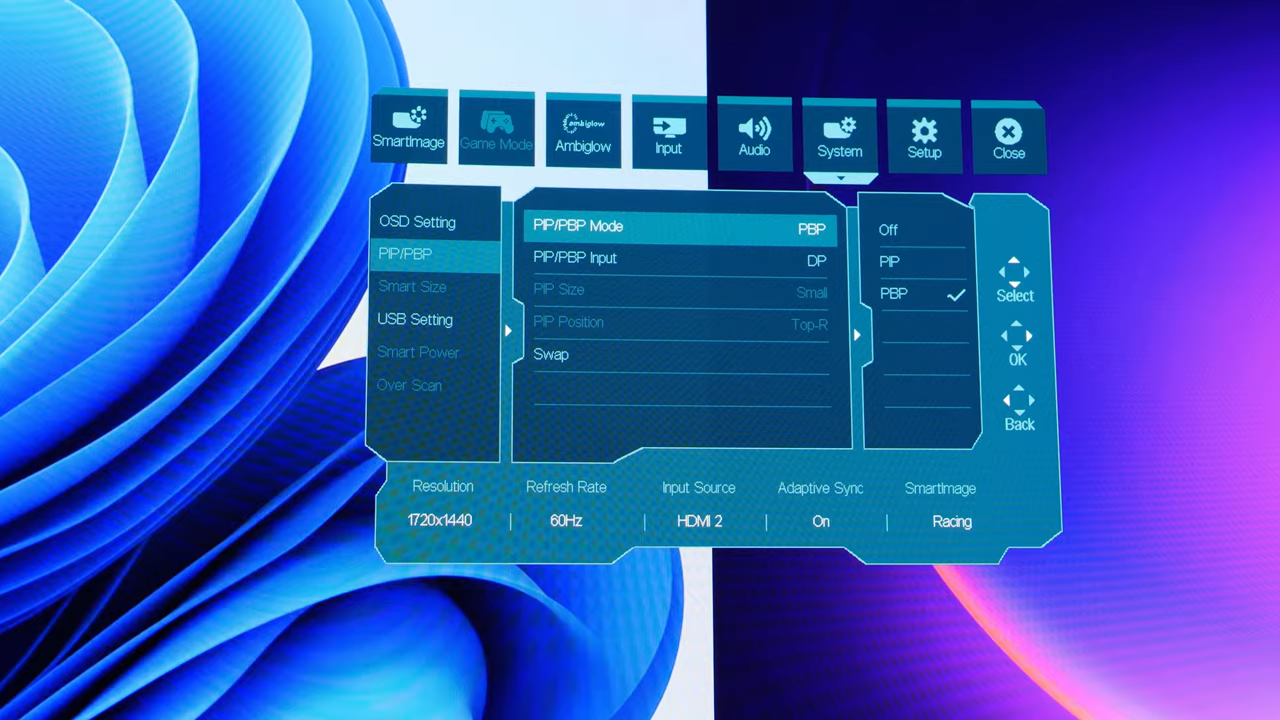 SmartImage
Game Mode
ambiglow
Ambiglow
Input
Audio
System
Setup
Close
OSD Setting
PIP/PBP
Smart Size
USB Setting
Smart Power
Over Scan
PIP/PBP Mode PBP
PIP/PBP Input DP
PIP Size Small
PIP Position Top-R
Swap
Off
PIP
PBP
Select
OK
Back
Resolution Refresh Rate Input Source Adaptive Sync SmartImage
1720x1440 | 60Hz | HDMI 2 | On | Racing